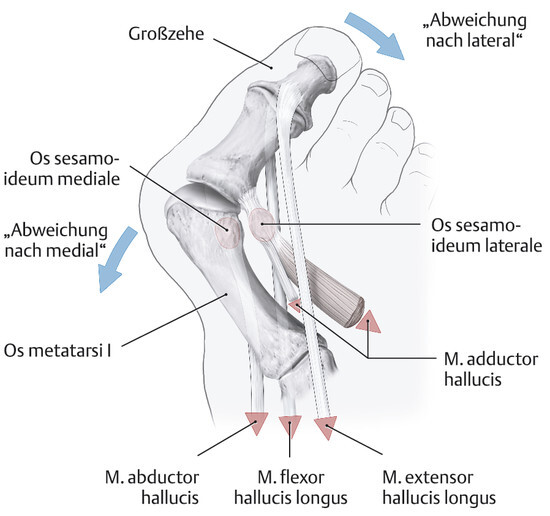 Großzehe
„Abweichung
nach lateral“
Os sesamo-
ideum mediale
„Abweichung
nach medial“
Os sesamo-
ideum laterale
Os metatarsi I
M. adductor
hallucis
M. abductor
hallucis
M. flexor
hallucis longus
M. extensor
hallucis longus